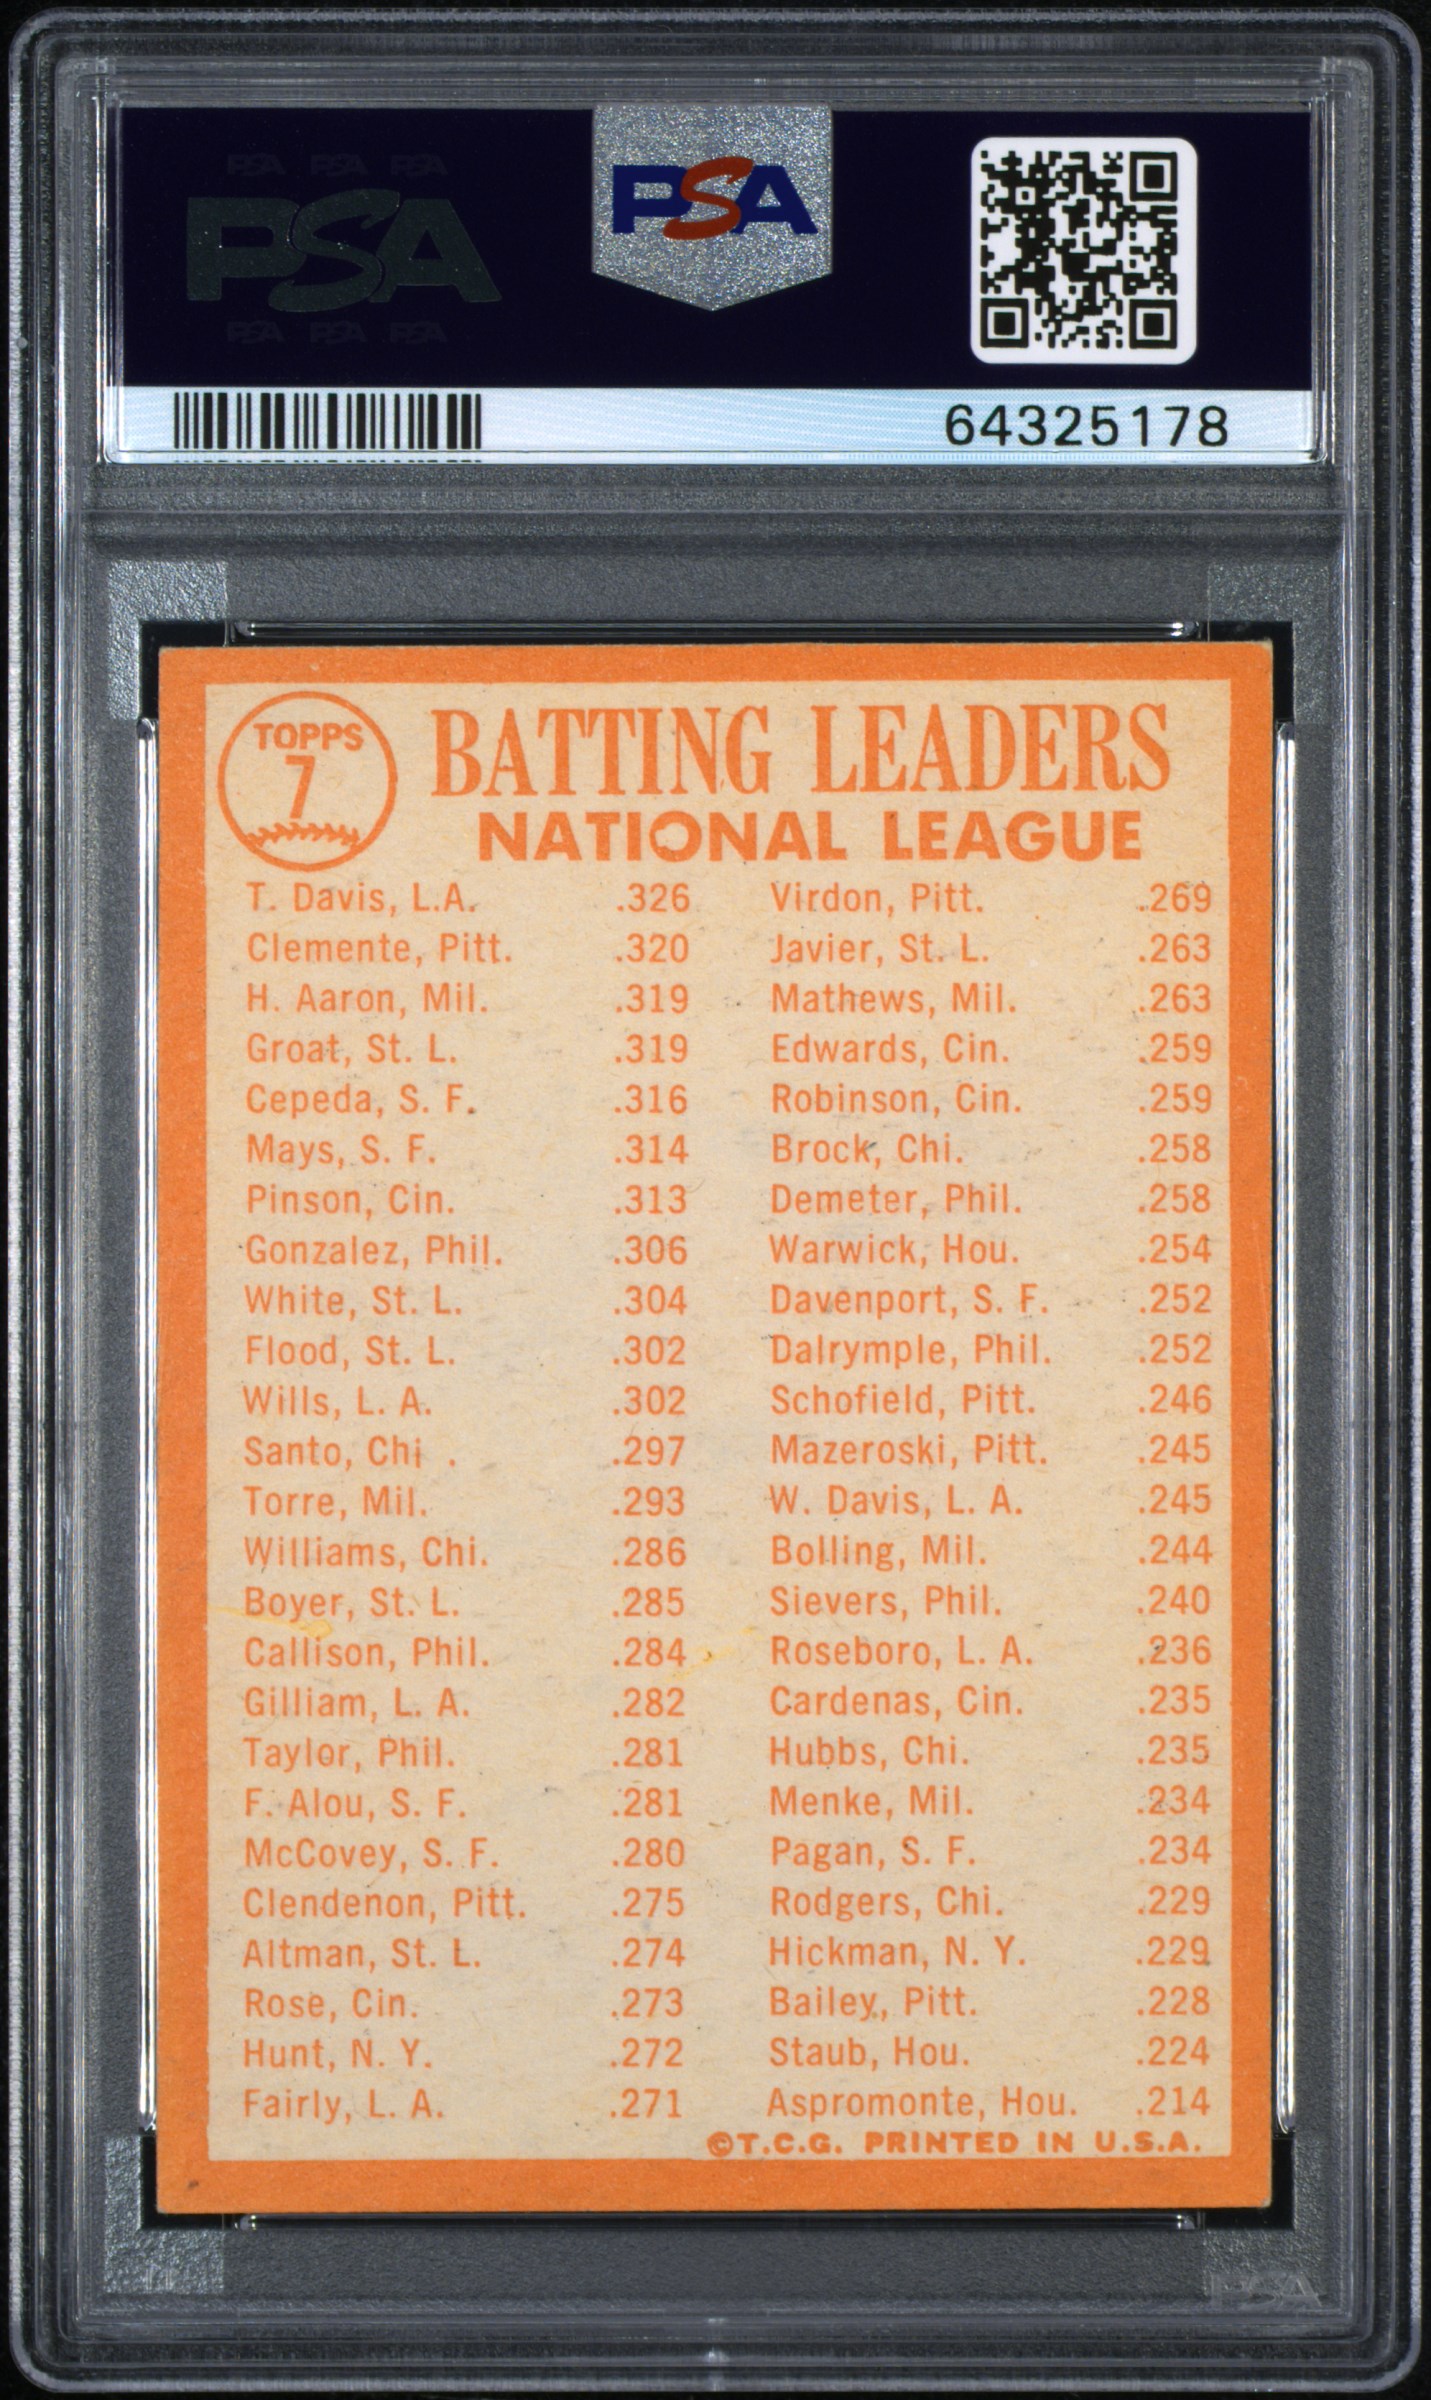 PSA PSA PSA
PSA
PSA PSA PSA
PSA
64325178
TOPPS
7
BATTING LEADERS
NATIONAL LEAGUE
T. Davis, L.A. .326
Clemente, Pitt. .320
H. Aaron, Mil. .319
Groat, St. L. .319
Cepeda, S. F. .316
Mays, S. F. .314
Pinson, Cin. .313
Gonzalez, Phil. .306
White, St. L. .304
Flood, St. L. .302
Wills, L. A. .302
Santo, Chi . .297
Torre, Mil. .293
Williams, Chi. .286
Boyer, St. L. .285
Callison, Phil. .284
Gilliam, L. A. .282
Taylor, Phil. .281
F. Alou, S. F. .281
McCovey, S. F. .280
Clendenon, Pitt. .275
Altman, St. L. .274
Rose, Cin. .273
Hunt, N. Y. .272
Fairly, L. A. .271
Virdon, Pitt. .269
Javier, St. L. .263
Mathews, Mil. .263
Edwards, Cin. .259
Robinson, Cin. .259
Brock, Chi. .258
Demeter, Phil. .258
Warwick, Hou. .254
Davenport, S. F. .252
Dalrymple, Phil. .252
Schofield, Pitt. .246
Mazeroski, Pitt. .245
W. Davis, L. A. .245
Bolling, Mil. .244
Sievers, Phil. .240
Roseboro, L. A. .236
Cardenas, Cin. .235
Hubbs, Chi. .235
Menke, Mil. .234
Pagan, S. F. .234
Rodgers, Chi. .229
Hickman, N. Y. .229
Bailey, Pitt. .228
Staub, Hou. .224
Aspromonte, Hou. .214
©T.C.G. PRINTED IN U.S.A.
PSA